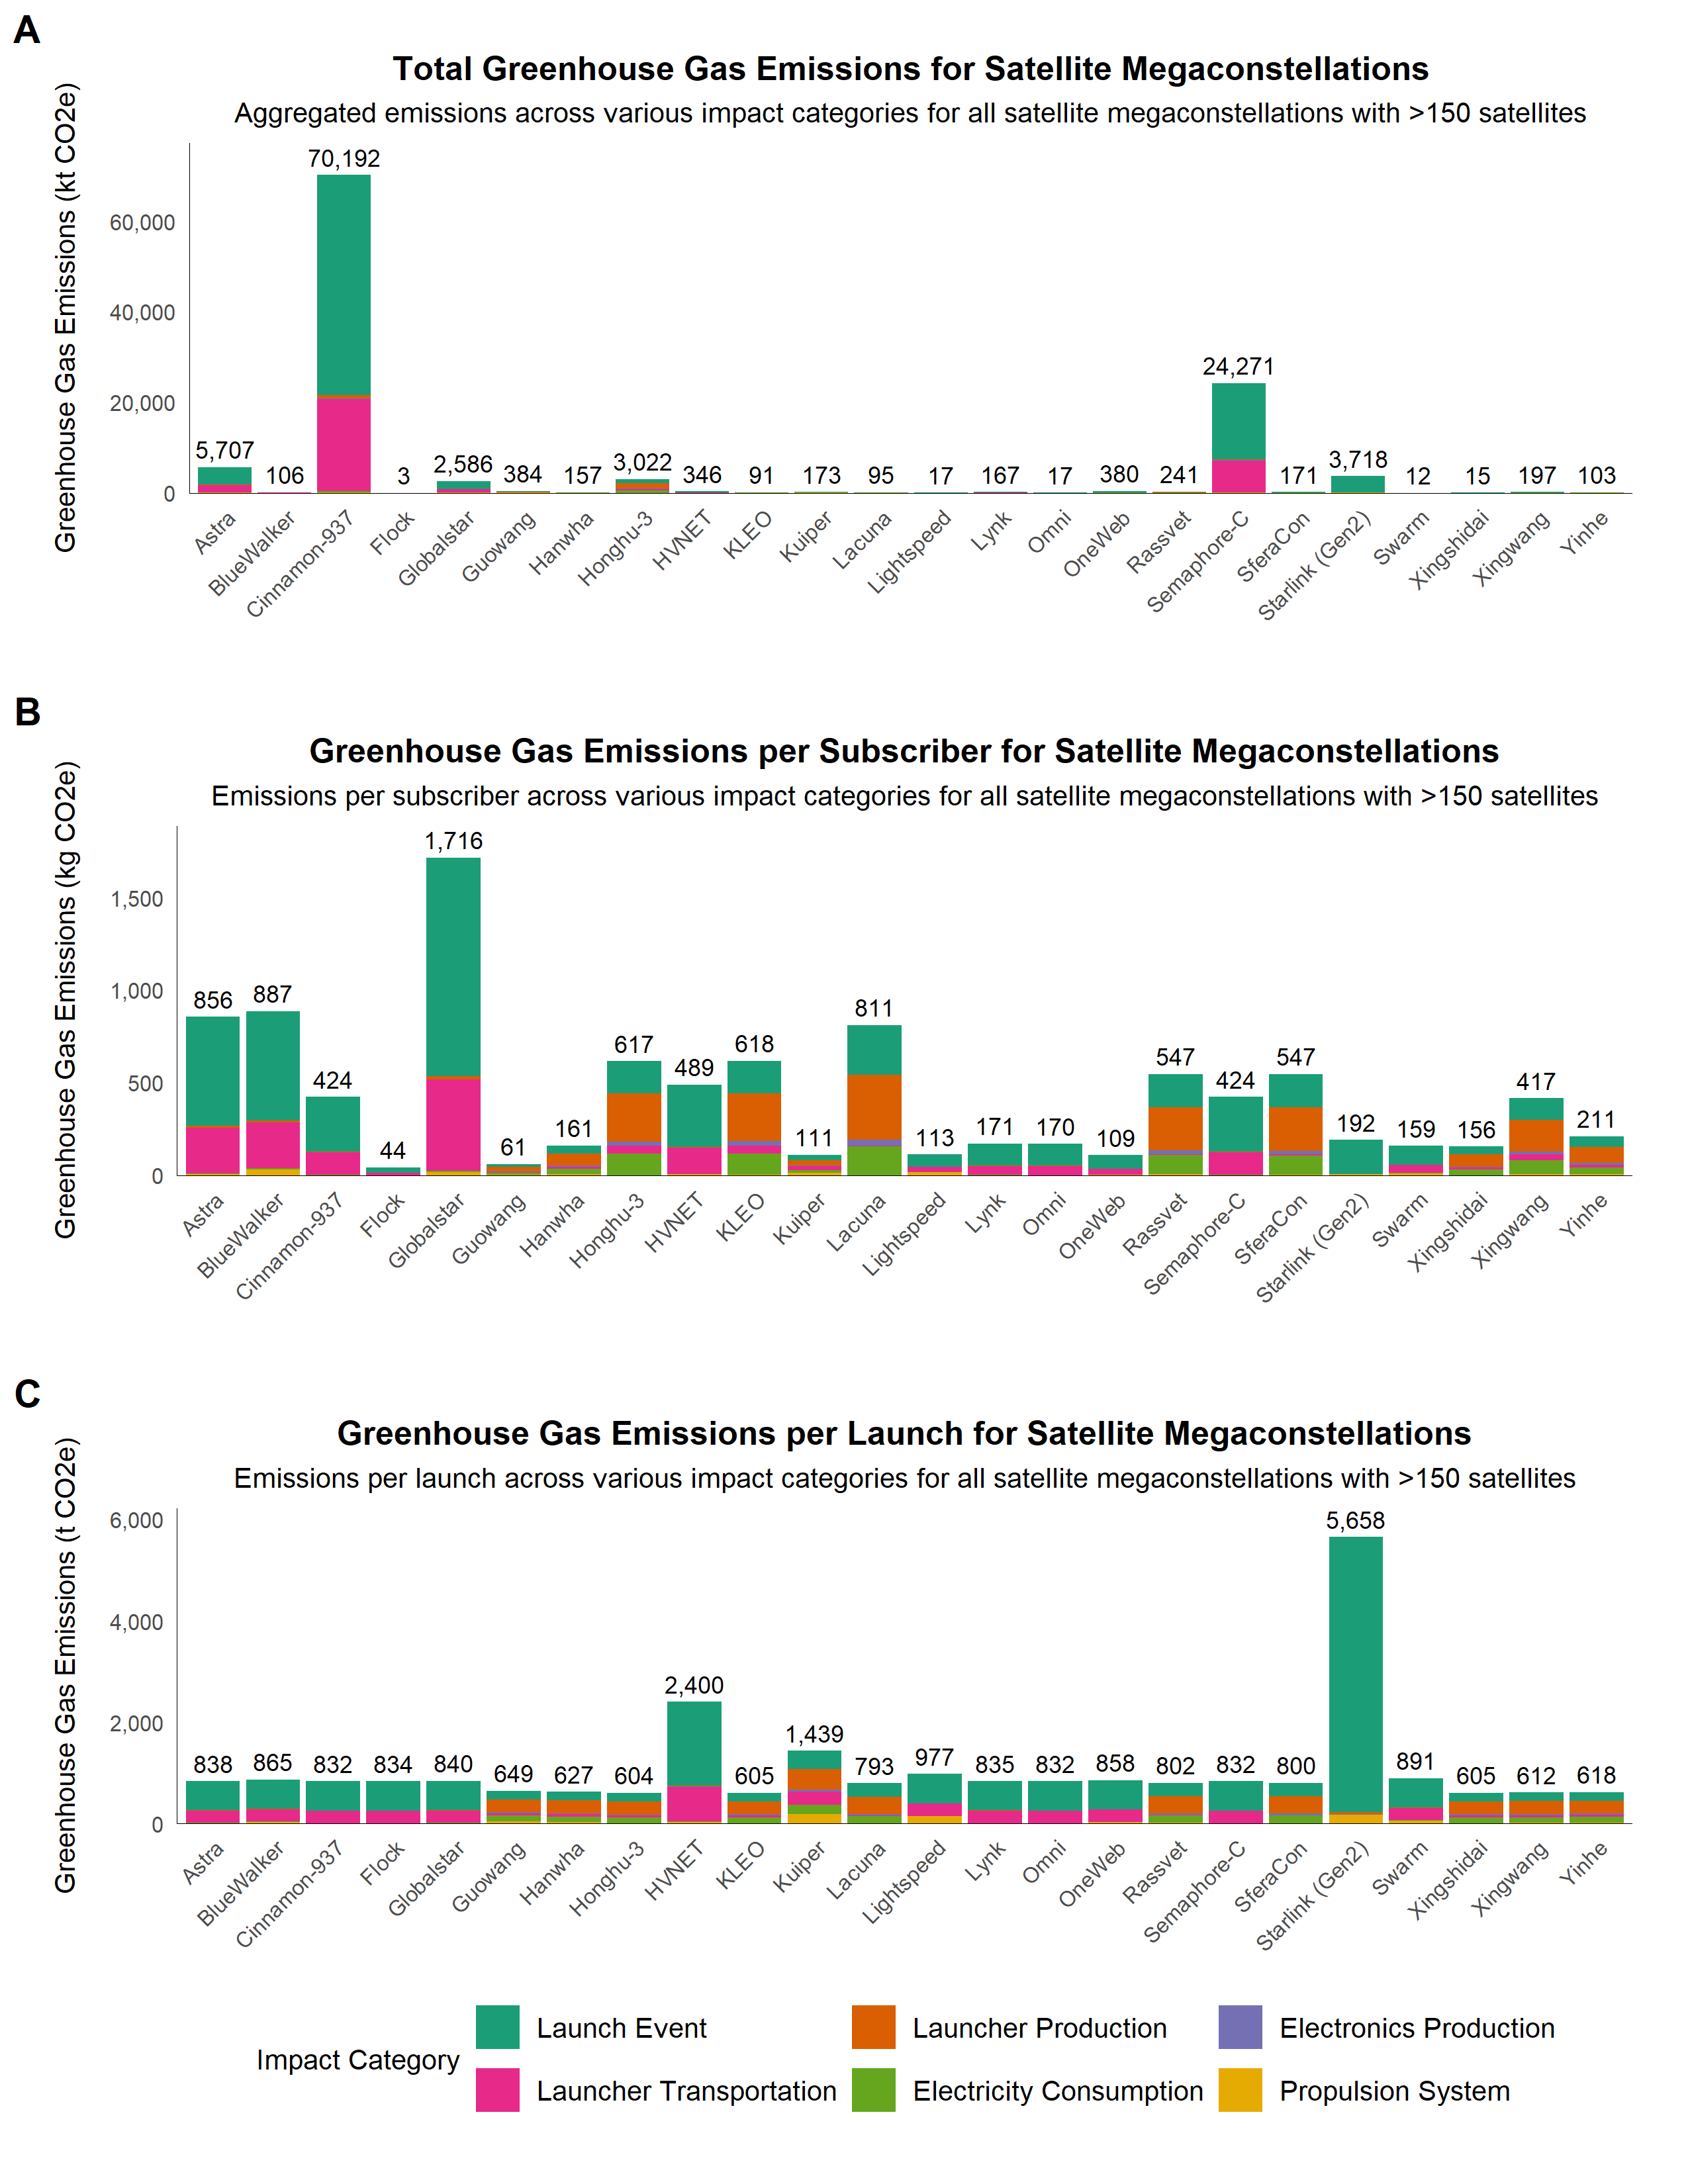 A
Total Greenhouse Gas Emissions for Satellite Megaconstellations
Aggregated emissions across various impact categories for all satellite megaconstellations with >150 satellites
Greenhouse Gas Emissions (kt CO2e)
60,000
40,000
20,000
0
5,707
106
70,192
3
2,586
384
157
3,022
346
91
173
95
17
167
17
380
241
24,271
171
3,718
12
15
197
103
Astra
BlueWalker
Cinnamon-937
Flock
Globalstar
Guowang
Hanwha
Honghu-3
HVNET
KLEO
Kuiper
Lacuna
Lightspeed
Lynk
Omni
OneWeb
Rassvet
Semaphore-C
SferaCon
Starlink (Gen2)
Swarm
Xingshidai
Xingwang
Yinhe
B
Greenhouse Gas Emissions per Subscriber for Satellite Megaconstellations
Emissions per subscriber across various impact categories for all satellite megaconstellations with >150 satellites
Greenhouse Gas Emissions (kg CO2e)
1,500
1,000
500
0
856
887
424
44
1,716
61
161
617
489
618
111
811
113
171
170
109
547
424
547
192
159
156
417
211
Astra
BlueWalker
Cinnamon-937
Flock
Globalstar
Guowang
Hanwha
Honghu-3
HVNET
KLEO
Kuiper
Lacuna
Lightspeed
Lynk
Omni
OneWeb
Rassvet
Semaphore-C
SferaCon
Starlink (Gen2)
Swarm
Xingshidai
Xingwang
Yinhe
C
Greenhouse Gas Emissions per Launch for Satellite Megaconstellations
Emissions per launch across various impact categories for all satellite megaconstellations with >150 satellites
Greenhouse Gas Emissions (t CO2e)
6,000
4,000
2,000
0
838
865
832
834
840
649
627
604
2,400
605
1,439
793
977
835
832
858
802
832
800
5,658
891
605
612
618
Astra
BlueWalker
Cinnamon-937
Flock
Globalstar
Guowang
Hanwha
Honghu-3
HVNET
KLEO
Kuiper
Lacuna
Lightspeed
Lynk
Omni
OneWeb
Rassvet
Semaphore-C
SferaCon
Starlink (Gen2)
Swarm
Xingshidai
Xingwang
Yinhe
Impact Category
Launch Event
Launcher Production
Electronics Production
Launcher Transportation
Electricity Consumption
Propulsion System